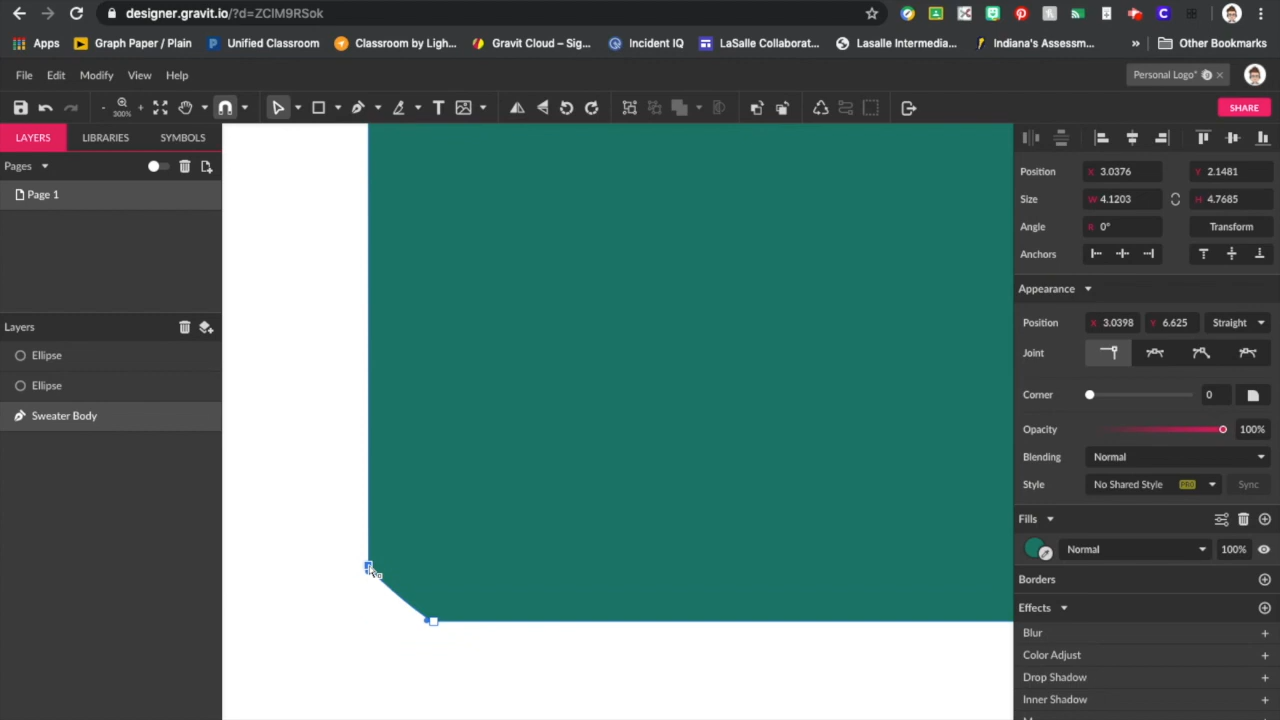 designer.gravit.io/?d=ZCIM9RSok
Apps Graph Paper / Plain Unified Classroom Classroom by Ligh... Gravit Cloud – Sig... Incident IQ LaSalle Collaborat... Lasalle Intermedia... Indiana's Assessm... » Other Bookmarks
File Edit Modify View Help Personal Logo*
300% SHARE
LAYERS LIBRARIES SYMBOLS
Pages
Position X 3.0376 Y 2.1481
Page 1
Size W 4.1203 H 4.7685
Angle R 0° Transform
Anchors
Appearance
Position X 3.0398 Y 6.625 Straight
Layers
Joint
Ellipse
Ellipse
Corner 0
Sweater Body
Opacity 100%
Blending Normal
Style No Shared Style PRO Sync
Fills
Normal 100%
Borders
Effects
Blur
Color Adjust
Drop Shadow
Inner Shadow